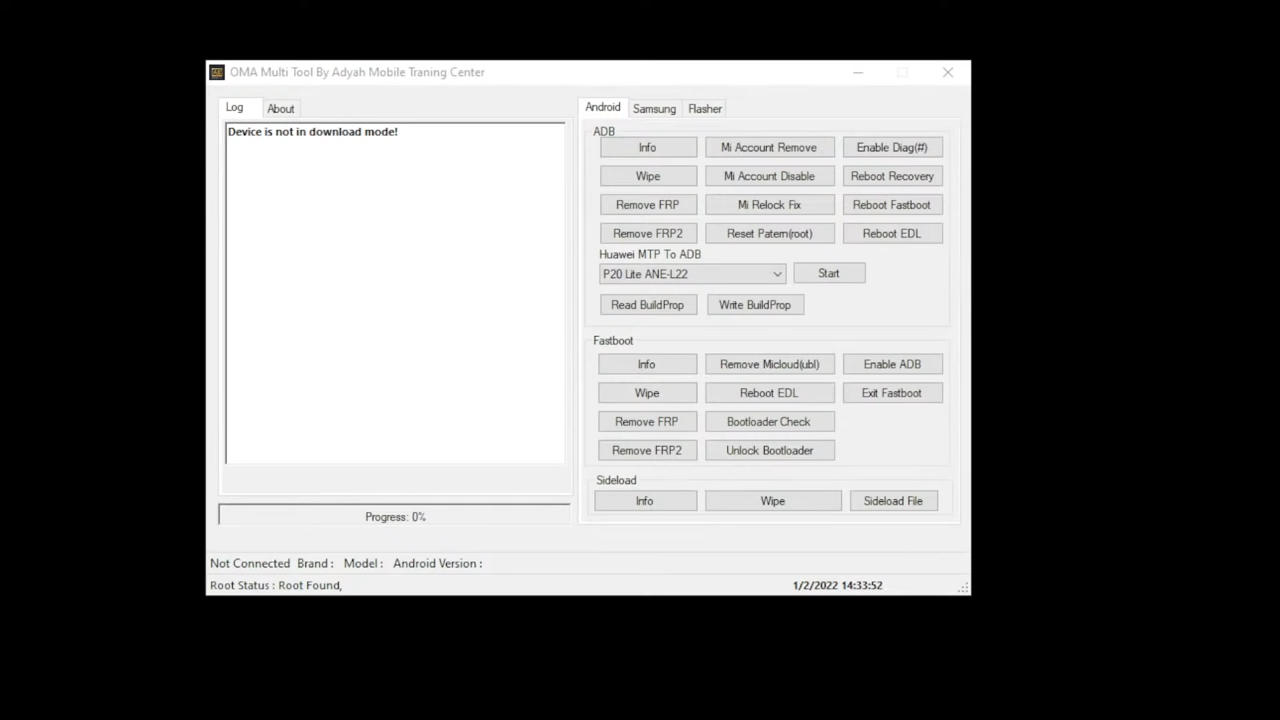 OMA Multi Tool By Adyah Mobile Traning Center
Log
About
Device is not in download mode!
Progress: 0%
Android
Samsung
Flasher
ADB
Info
Mi Account Remove
Enable Diag(#)
Wipe
Mi Account Disable
Reboot Recovery
Remove FRP
Mi Relock Fix
Reboot Fastboot
Remove FRP2
Reset Patern(root)
Reboot EDL
Huawei MTP To ADB
P20 Lite ANE-L22
Start
Read BuildProp
Write BuildProp
Fastboot
Info
Remove Micloud(ubl)
Enable ADB
Wipe
Reboot EDL
Exit Fastboot
Remove FRP
Bootloader Check
Remove FRP2
Unlock Bootloader
Sideload
Info
Wipe
Sideload File
Not Connected Brand : Model : Android Version :
Root Status : Root Found,
1/2/2022 14:33:52